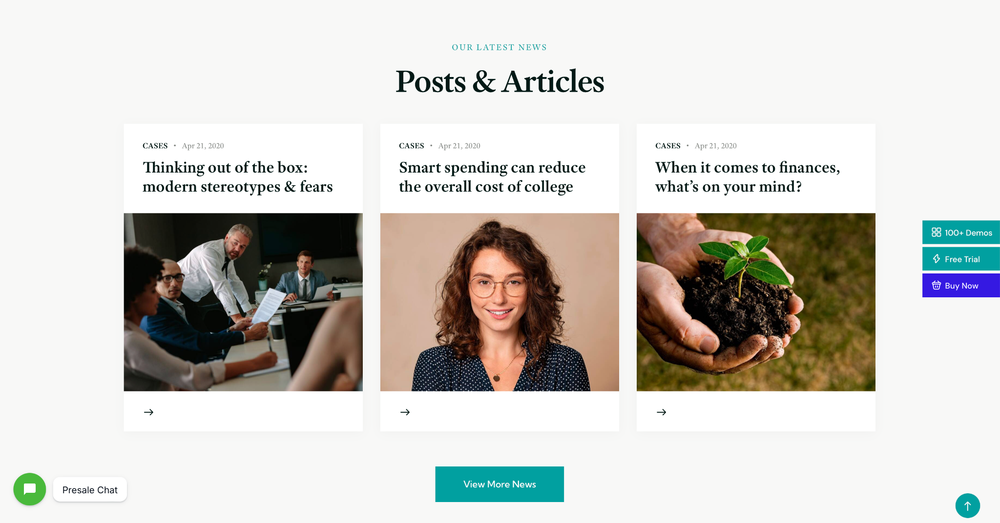 OUR LATEST NEWS
Posts & Articles
CASES • Apr 21, 2020
Thinking out of the box:
modern stereotypes & fears
CASES • Apr 21, 2020
Smart spending can reduce
the overall cost of college
CASES • Apr 21, 2020
When it comes to finances,
what’s on your mind?
100+ Demos
Free Trial
Buy Now
View More News
Presale Chat